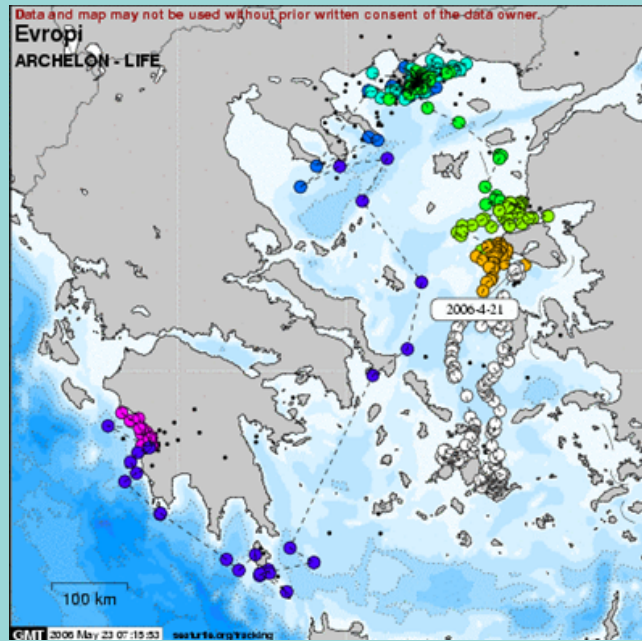 Data and map may not be used without prior written consent of the data owner.
Evropi
ARCHELON - LIFE
2006-4-21
100 km
GMT 2006 May 23 07:15:53 seaturtle.org/tracking